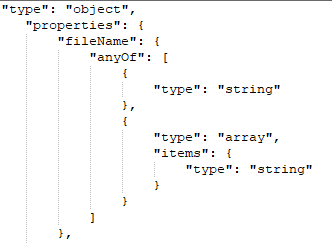 "type": "object",
"properties": {
"fileName": {
"anyOf": [
{
"type": "string"
},
{
"type": "array",
"items": {
"type": "string"
}
}
]
},